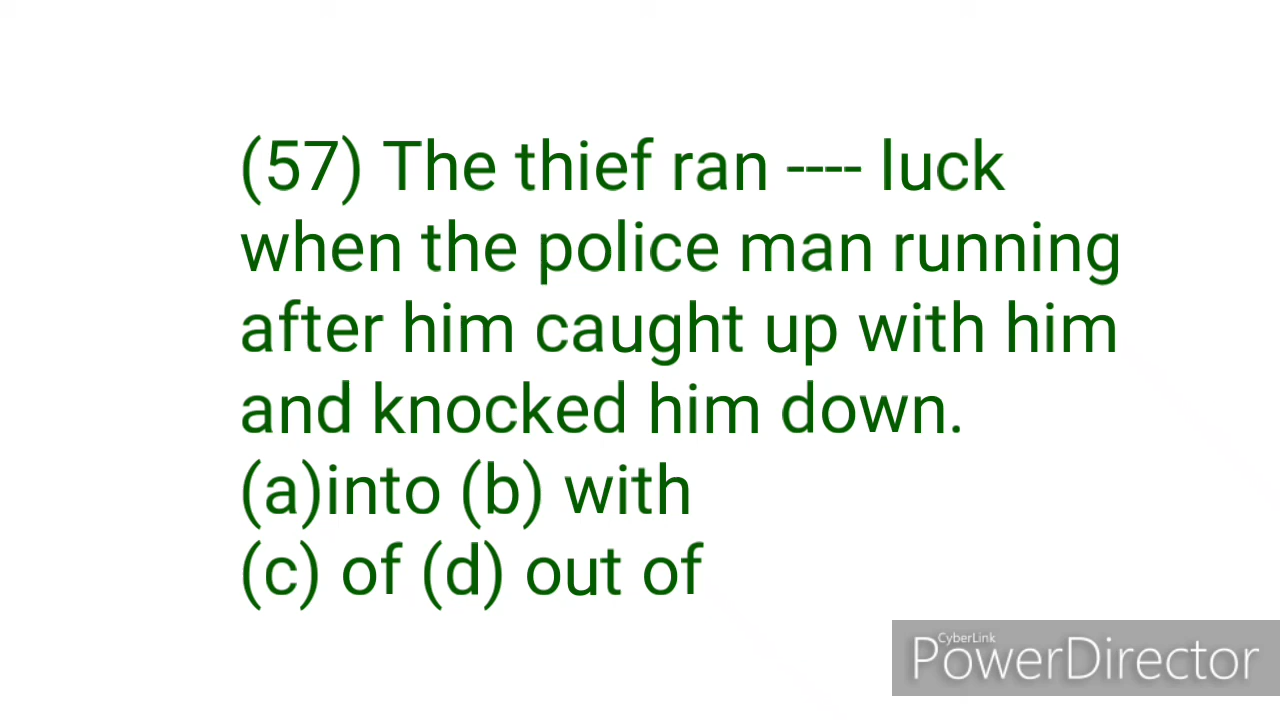 (57) The thief ran ---- luck
when the police man running
after him caught up with him
and knocked him down.
(a)into (b) with
(c) of (d) out of
CyberLink
PowerDirector